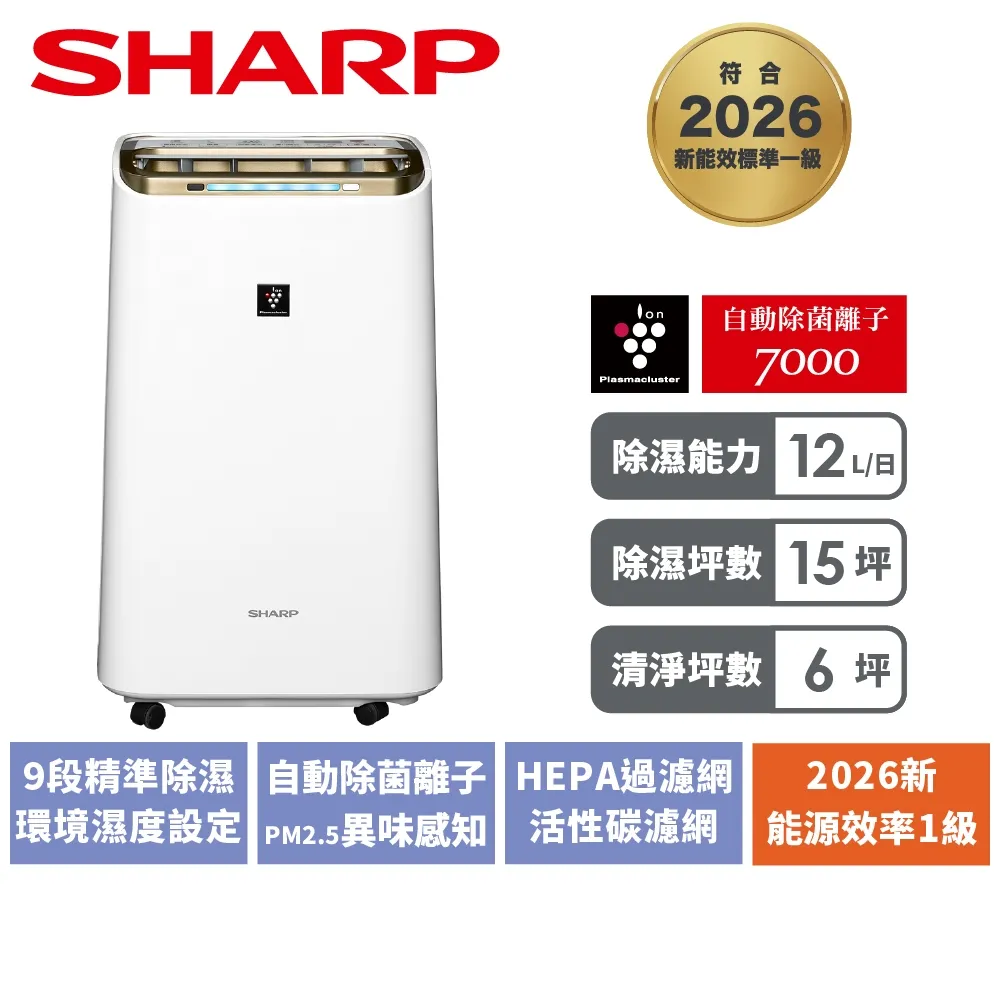 SHARP
符合
2026
新能效標準一級
Ion
Plasmacluster
Ion
Plasmacluster
自動除菌離子
7000
除濕能力 12 L/日
除濕坪數 15 坪
清淨坪數 6 坪
SHARP
9段精準除濕
環境濕度設定
自動除菌離子
PM2.5異味感知
HEPA過濾網
活性碳濾網
2026新
能源效率1級